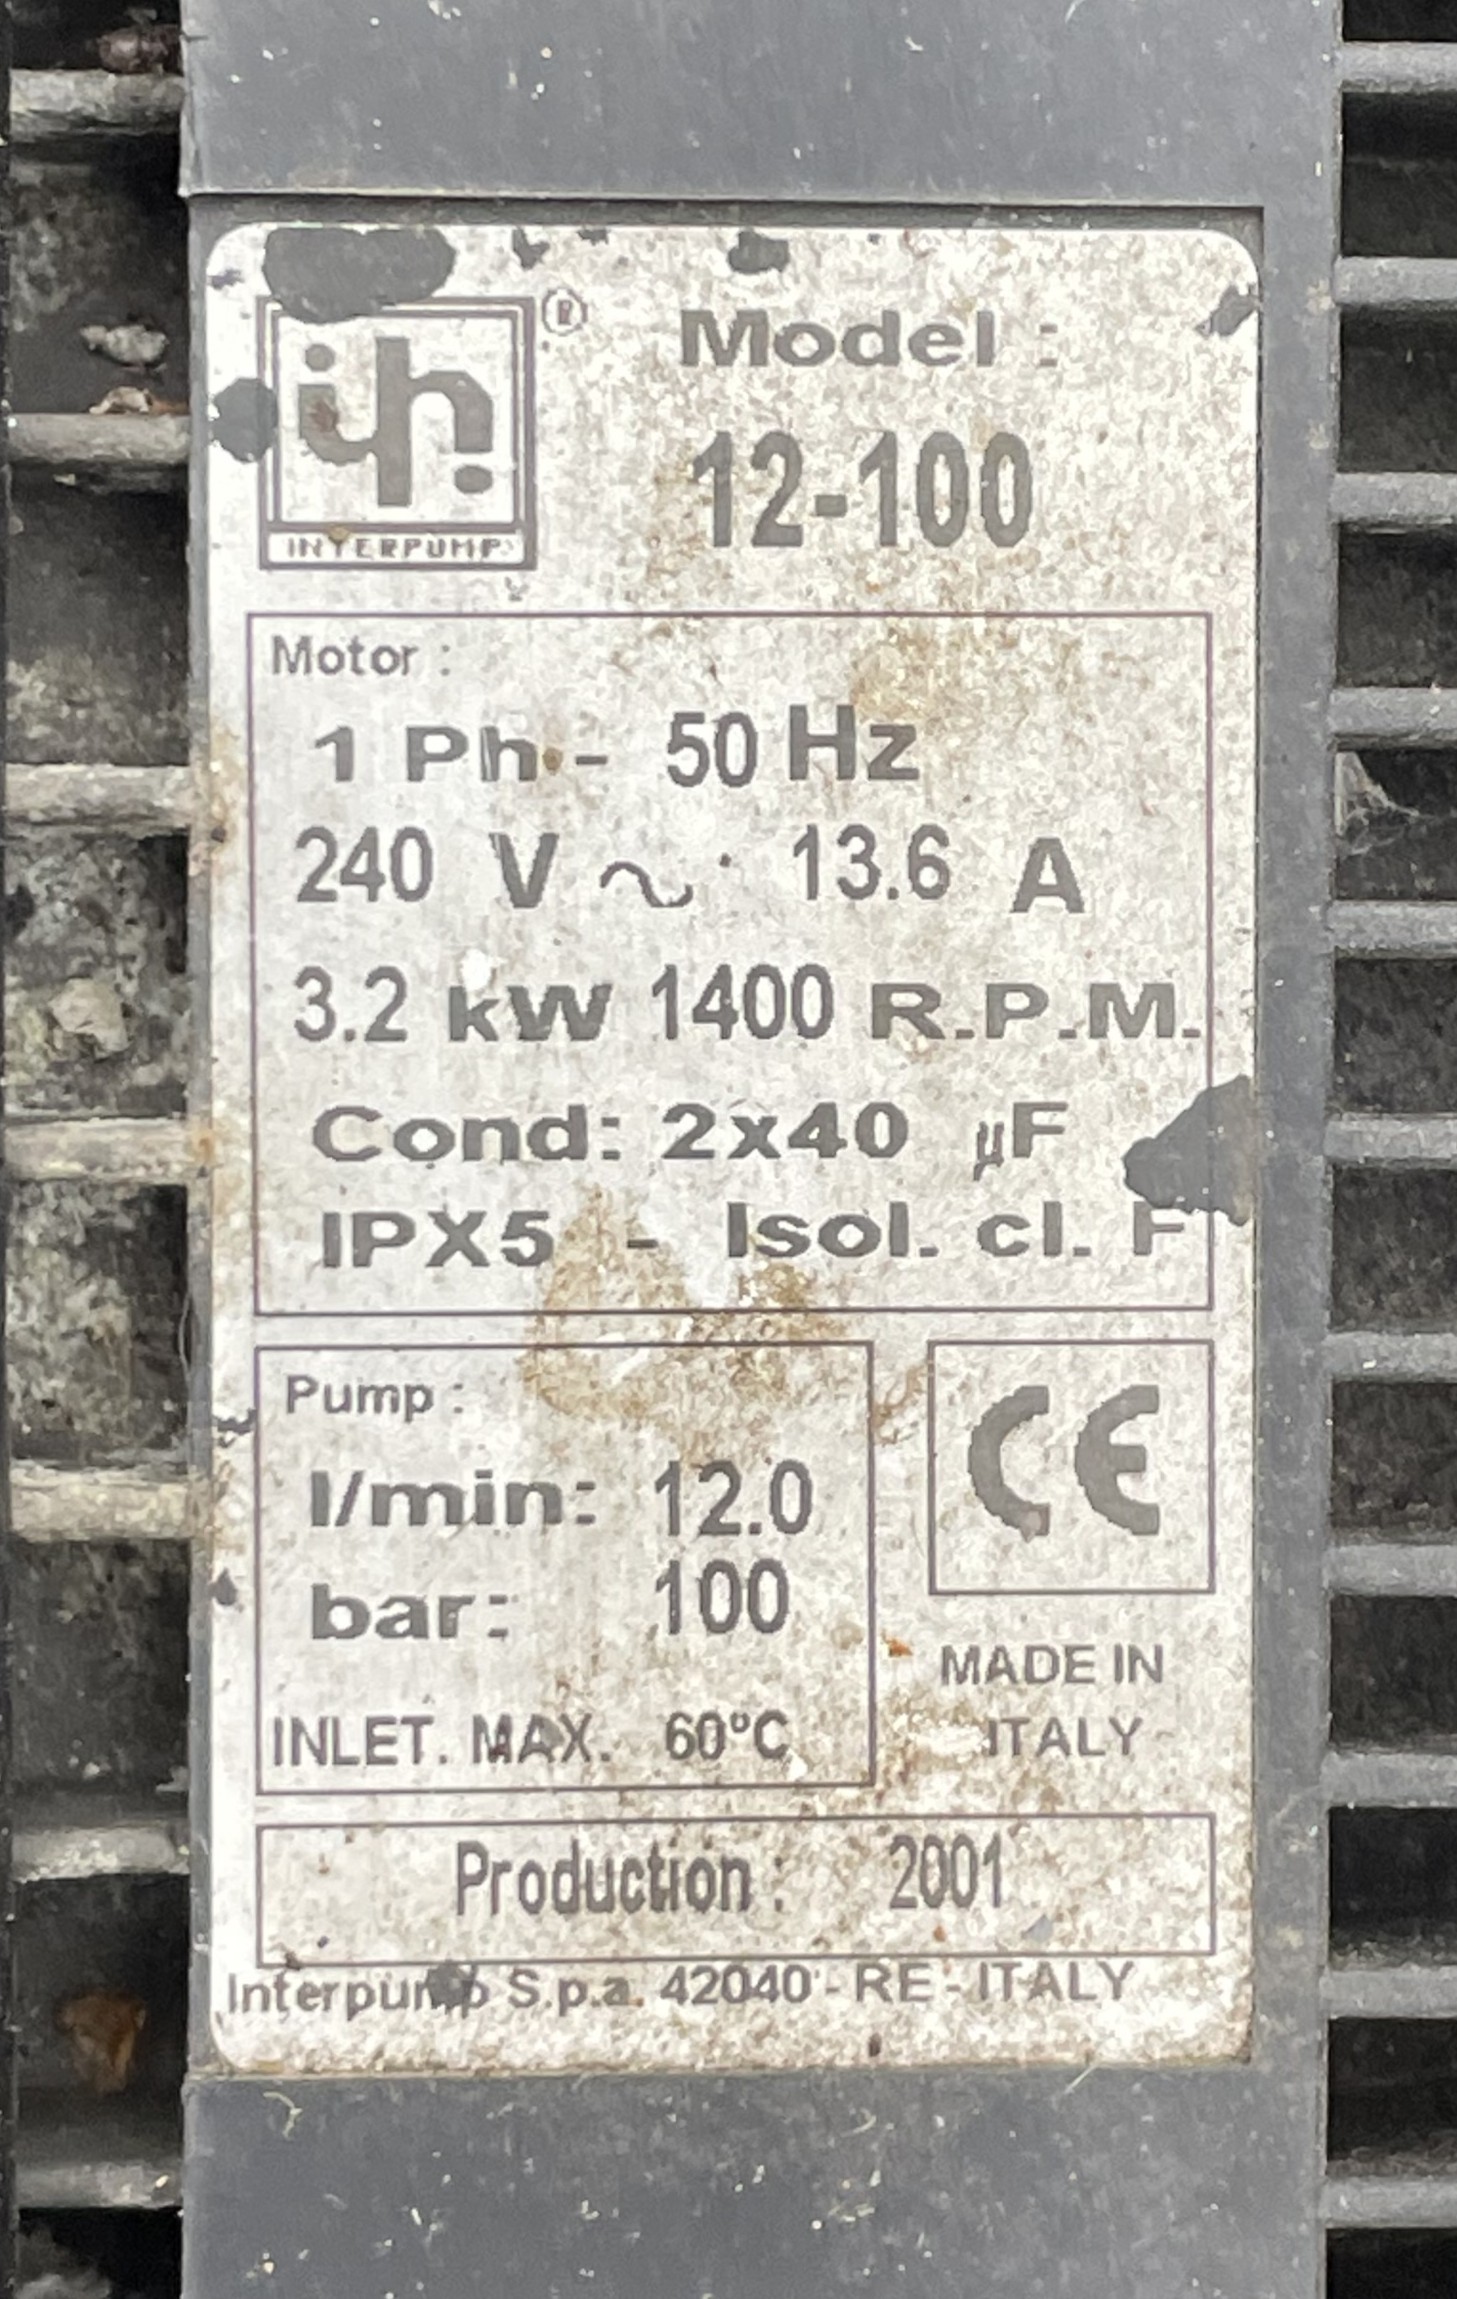 ih.®
INTERPUMP
Model :
12-100
Motor :
1 Ph - 50 Hz
240 V ~ 13.6 A
3.2 kW 1400 R.P.M.
Cond: 2x40 µF
IPX5 - Isol. cl. F
Pump :
l/min: 12.0
bar: 100
INLET. MAX. 60°C
CE
MADE IN
ITALY
Production : 2001
Interpump S.p.a. 42040 - RE - ITALY